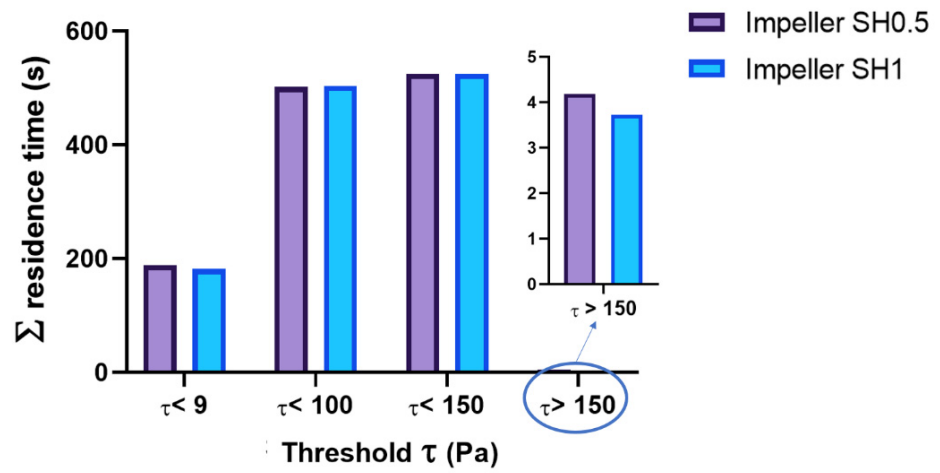 Impeller SH0.5
Impeller SH1
Σ residence time (s)
600
400
200
0
5
4
3
2
1
0
τ > 150
τ< 9
τ< 100
τ< 150
τ> 150
Threshold τ (Pa)